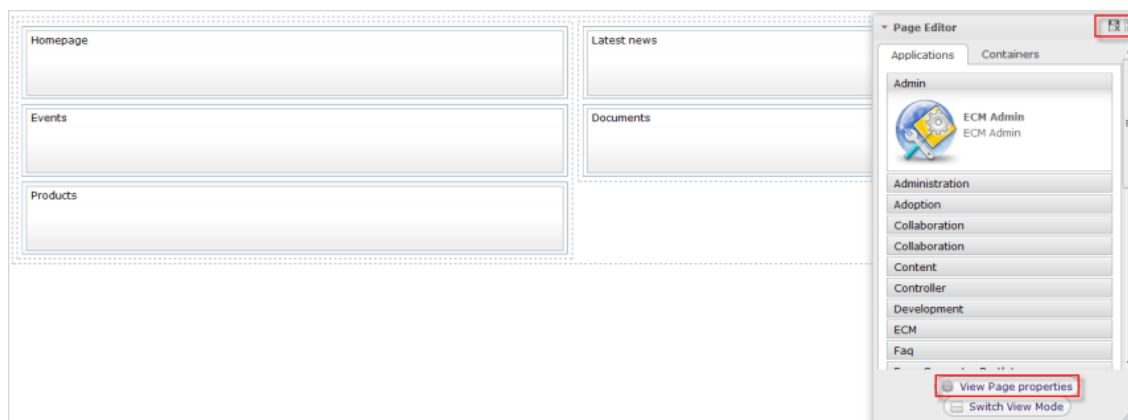 Homepage
Events
Products
Latest news
Documents
Page Editor
Applications Containers
Admin
ECM Admin
ECM Admin
Administration
Adoption
Collaboration
Collaboration
Content
Controller
Development
ECM
Faq
View Page properties
Switch View Mode